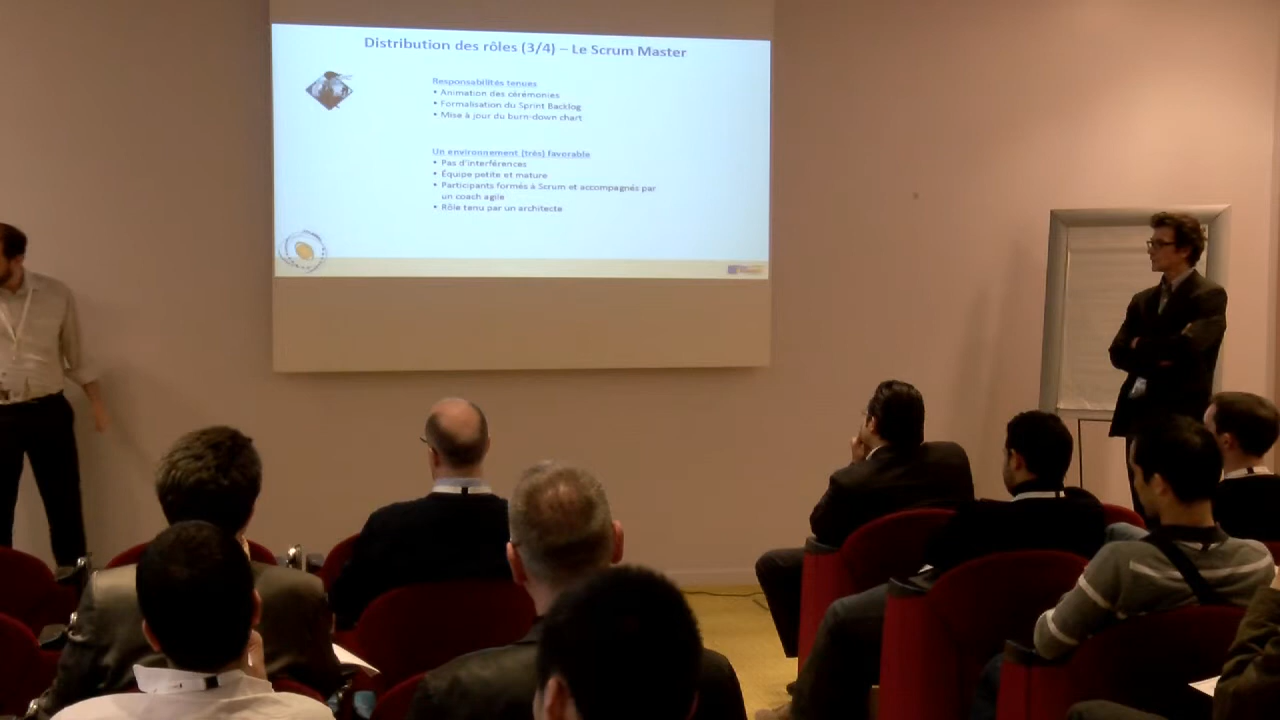 Distribution des rôles (3/4) – Le Scrum Master
Responsabilités tenues
• Animation des cérémonies
• Formalisation du Sprint Backlog
• Mise à jour du burn-down chart
Un environnement (très) favorable
• Pas d'interférences
• Équipe petite et mature
• Participants formés à Scrum et accompagnés par
un coach agile
• Rôle tenu par un architecte